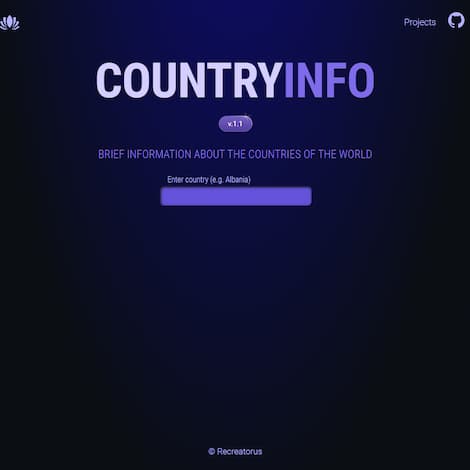 Projects
COUNTRYINFO
v.1.1
BRIEF INFORMATION ABOUT THE COUNTRIES OF THE WORLD
Enter country (e.g. Albania)
© Recreatorus